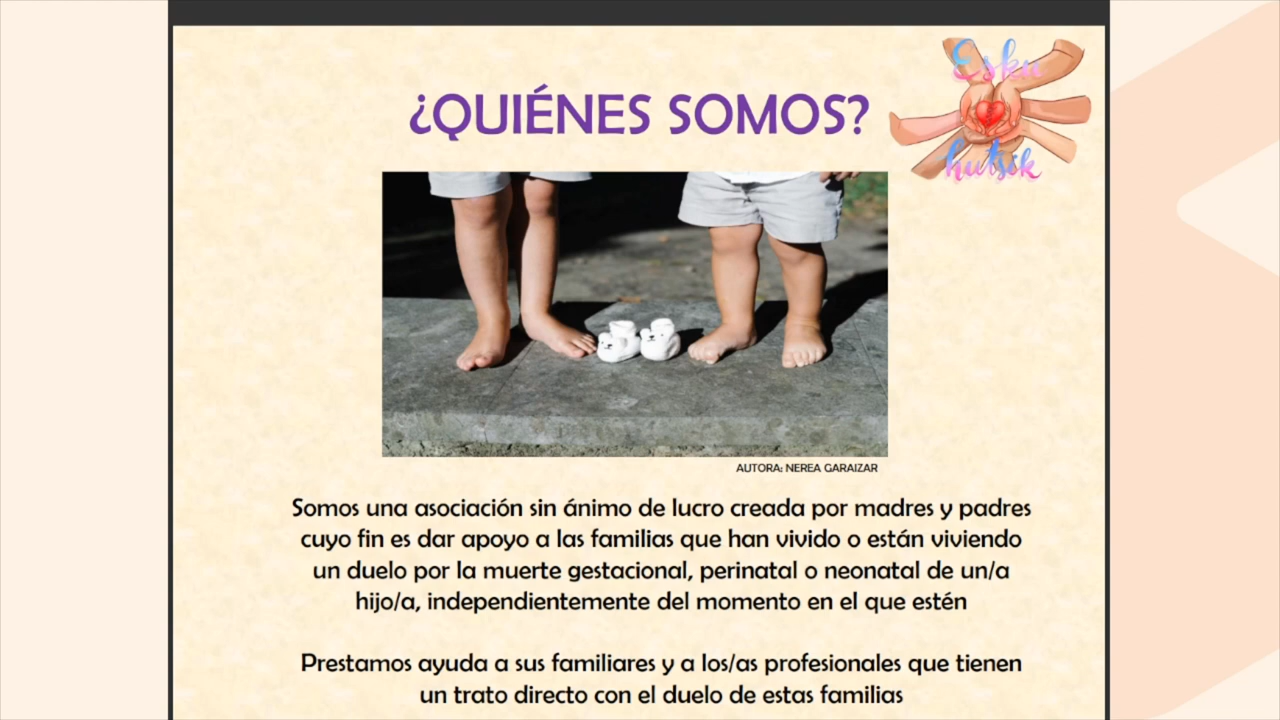 Esku
hutsik
¿QUIÉNES SOMOS?
AUTORA: NEREA GARAIZAR
Somos una asociación sin ánimo de lucro creada por madres y padres
cuyo fin es dar apoyo a las familias que han vivido o están viviendo
un duelo por la muerte gestacional, perinatal o neonatal de un/a
hijo/a, independientemente del momento en el que estén
Prestamos ayuda a sus familiares y a los/as profesionales que tienen
un trato directo con el duelo de estas familias